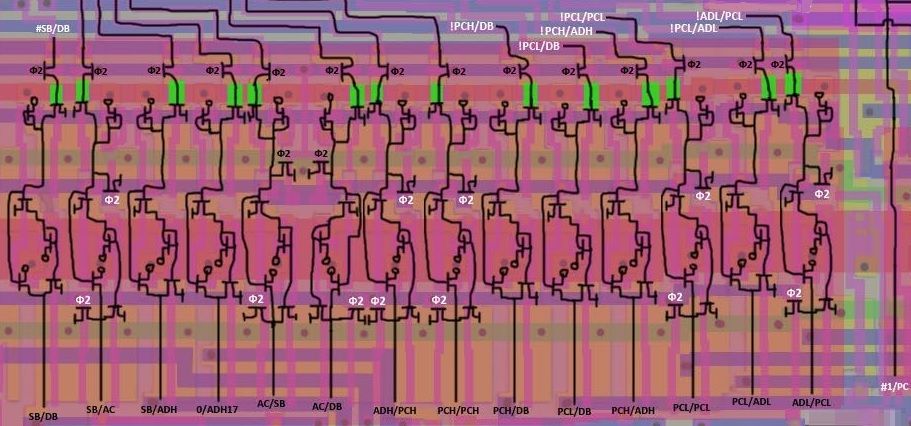 !PCL/PCL !ADL/PCL
#SB/DB !PCH/DB !PCH/ADH !PCL/ADL
!PCL/DB
Φ2 Φ2 Φ2 Φ2 Φ2 Φ2 Φ2 Φ2 Φ2 Φ2 Φ2 Φ2 Φ2 Φ2
Φ2 Φ2
Φ2 Φ2 Φ2 Φ2 Φ2
Φ2 Φ2 Φ2 Φ2 Φ2 Φ2 Φ2
#1/PC
SB/DB SB/AC SB/ADH 0/ADH17 AC/SB AC/DB ADH/PCH PCH/PCH PCH/DB PCL/DB PCH/ADH PCL/PCL PCL/ADL ADL/PCL